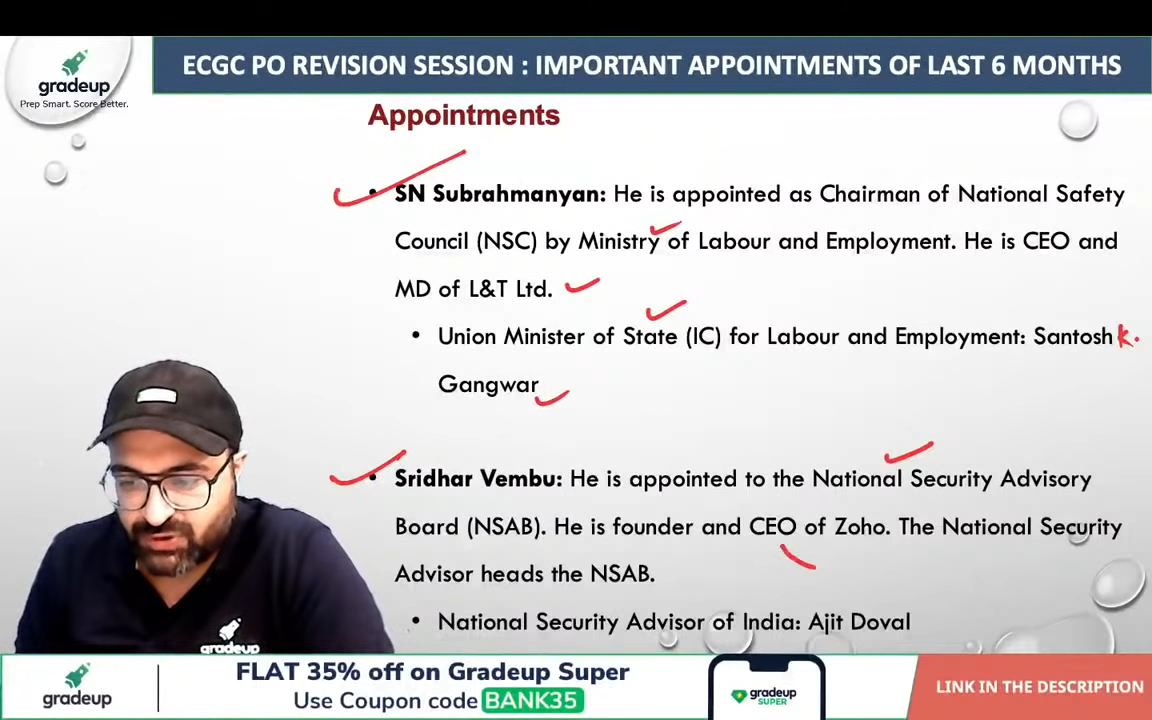 gradeup
Prep Smart. Score Better.
ECGC PO REVISION SESSION : IMPORTANT APPOINTMENTS OF LAST 6 MONTHS
Appointments
• SN Subrahmanyan: He is appointed as Chairman of National Safety
Council (NSC) by Ministry of Labour and Employment. He is CEO and
MD of L&T Ltd.
• Union Minister of State (IC) for Labour and Employment: Santosh K.
Gangwar
• Sridhar Vembu: He is appointed to the National Security Advisory
Board (NSAB). He is founder and CEO of Zoho. The National Security
Advisor heads the NSAB.
• National Security Advisor of India: Ajit Doval
gradeup
gradeup
FLAT 35% off on Gradeup Super
Use Coupon code BANK35
gradeup
SUPER
LINK IN THE DESCRIPTION